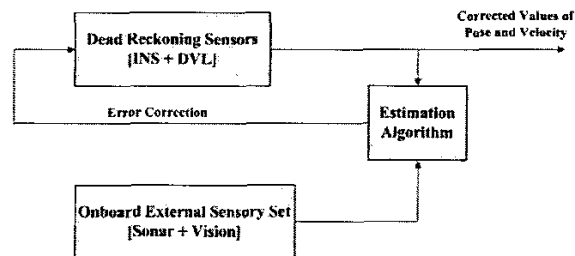 Corrected Values of
Pose and Velocity
Dead Reckoning Sensors
[INS + DVL]
Error Correction
Estimation
Algorithm
Onboard External Sensory Set
[Sonar + Vision]